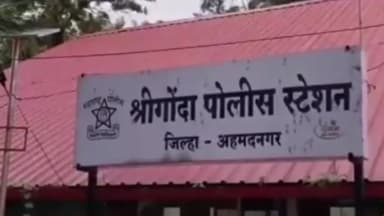 श्रीगोंदा पोलीस स्टेशन
जिल्हा - अहमदनगर